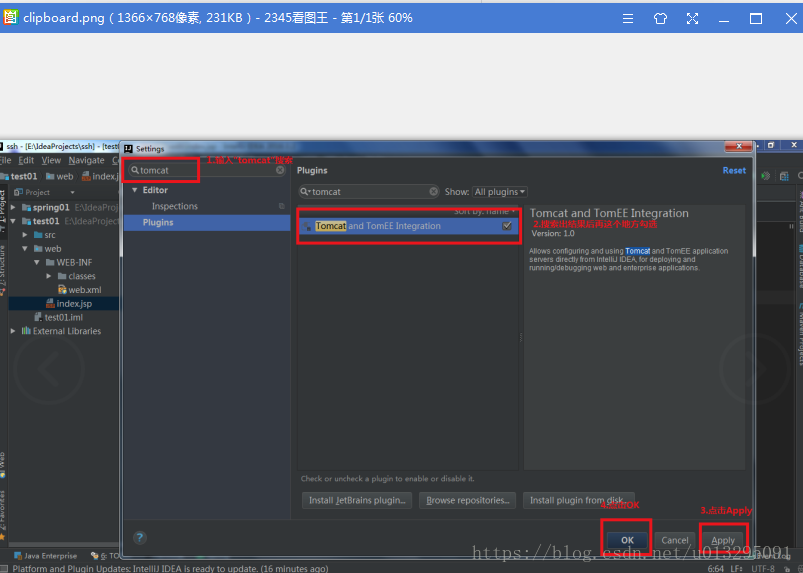 clipboard.png ( 1366×768像素, 231KB ) - 2345看图王 - 第1/1张 60%
ssh - [E:\IdeaProjects\ssh] - [test0
Settings
File Edit View Navigate
test01 web index.j
tomcat
1.输入"tomcat"搜索
Plugins
Reset
Project
Editor
tomcat
Show: All plugins
spring01 E:\IdeaProject
Inspections
Sort by: name
Tomcat and TomEE Integration
test01 E:\IdeaProject
Plugins
Tomcat and TomEE Integration
2.搜索出结果后再这个地方勾选
Version: 1.0
src
web
Allows configuring and using Tomcat and TomEE application
servers directly from IntelliJ IDEA, for deploying and
running/debugging web and enterprise applications.
WEB-INF
classes
web.xml
index.jsp
test01.iml
External Libraries
Check or uncheck a plugin to enable or disable it.
Install JetBrains plugin... Browse repositories... Install plugin from disk...
4.点击OK
3.点击Apply
OK Cancel Apply
https://blog.csdn.net/u013295091
Java Enterprise 6: TO
Platform and Plugin Updates: IntelliJ IDEA is ready to update. (16 minutes ago)
6:64 LF÷ UTF-8